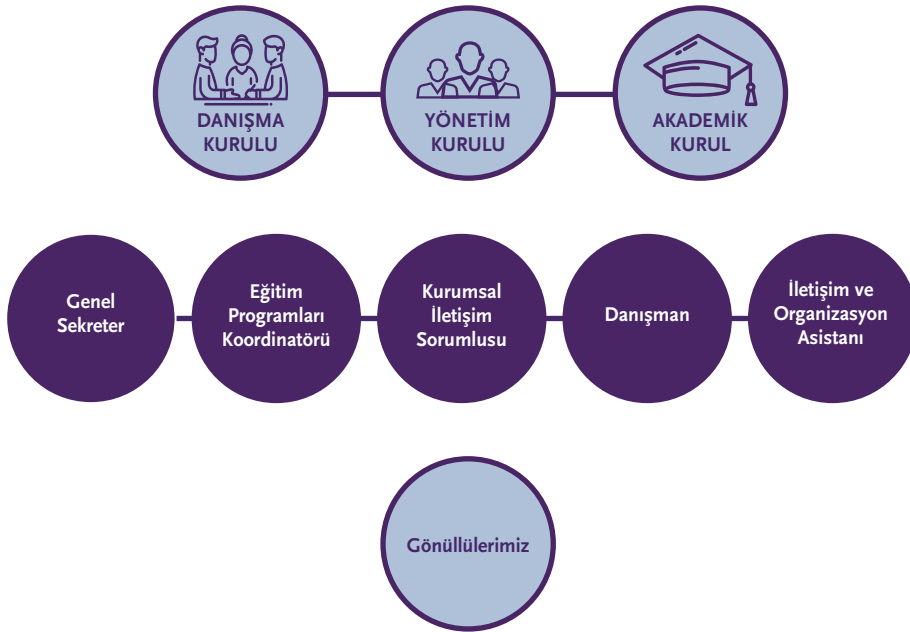 DANIŞMA
KURULU
YÖNETİM
KURULU
AKADEMİK
KURUL
Genel
Sekreter
Eğitim
Programları
Koordinatörü
Kurumsal
İletişim
Sorumlusu
Danışman
İletişim ve
Organizasyon
Asistanı
Gönüllülerimiz